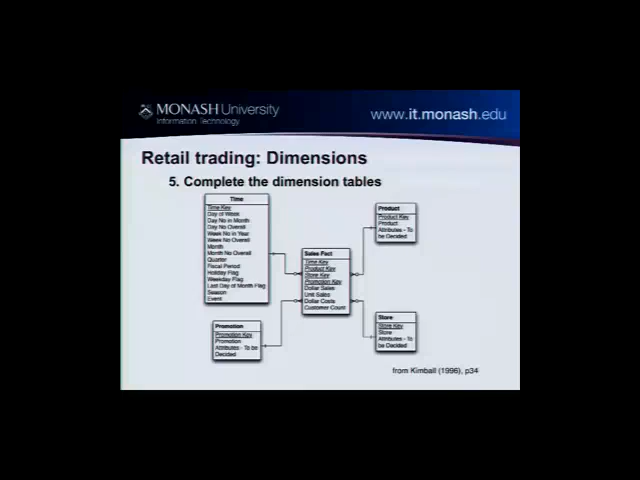 MONASH University
Information Technology
www.it.monash.edu
Retail trading: Dimensions
5. Complete the dimension tables
Time
Time Key
Day of Week
Day No in Month
Day No Overall
Week No in Year
Week No Overall
Month
Month No Overall
Quarter
Fiscal Period
Holiday Flag
Weekday Flag
Last Day of Month Flag
Season
Event
Sales Fact
Time Key
Product Key
Store Key
Promotion Key
Dollar Sales
Unit Sales
Dollar Costs
Customer Count
Product
Product Key
Product
Attributes - To
be Decided
Promotion
Promotion Key
Promotion
Attributes - To be
Decided
Store
Store Key
Store
Attributes - To
be Decided
from Kimball (1996), p34